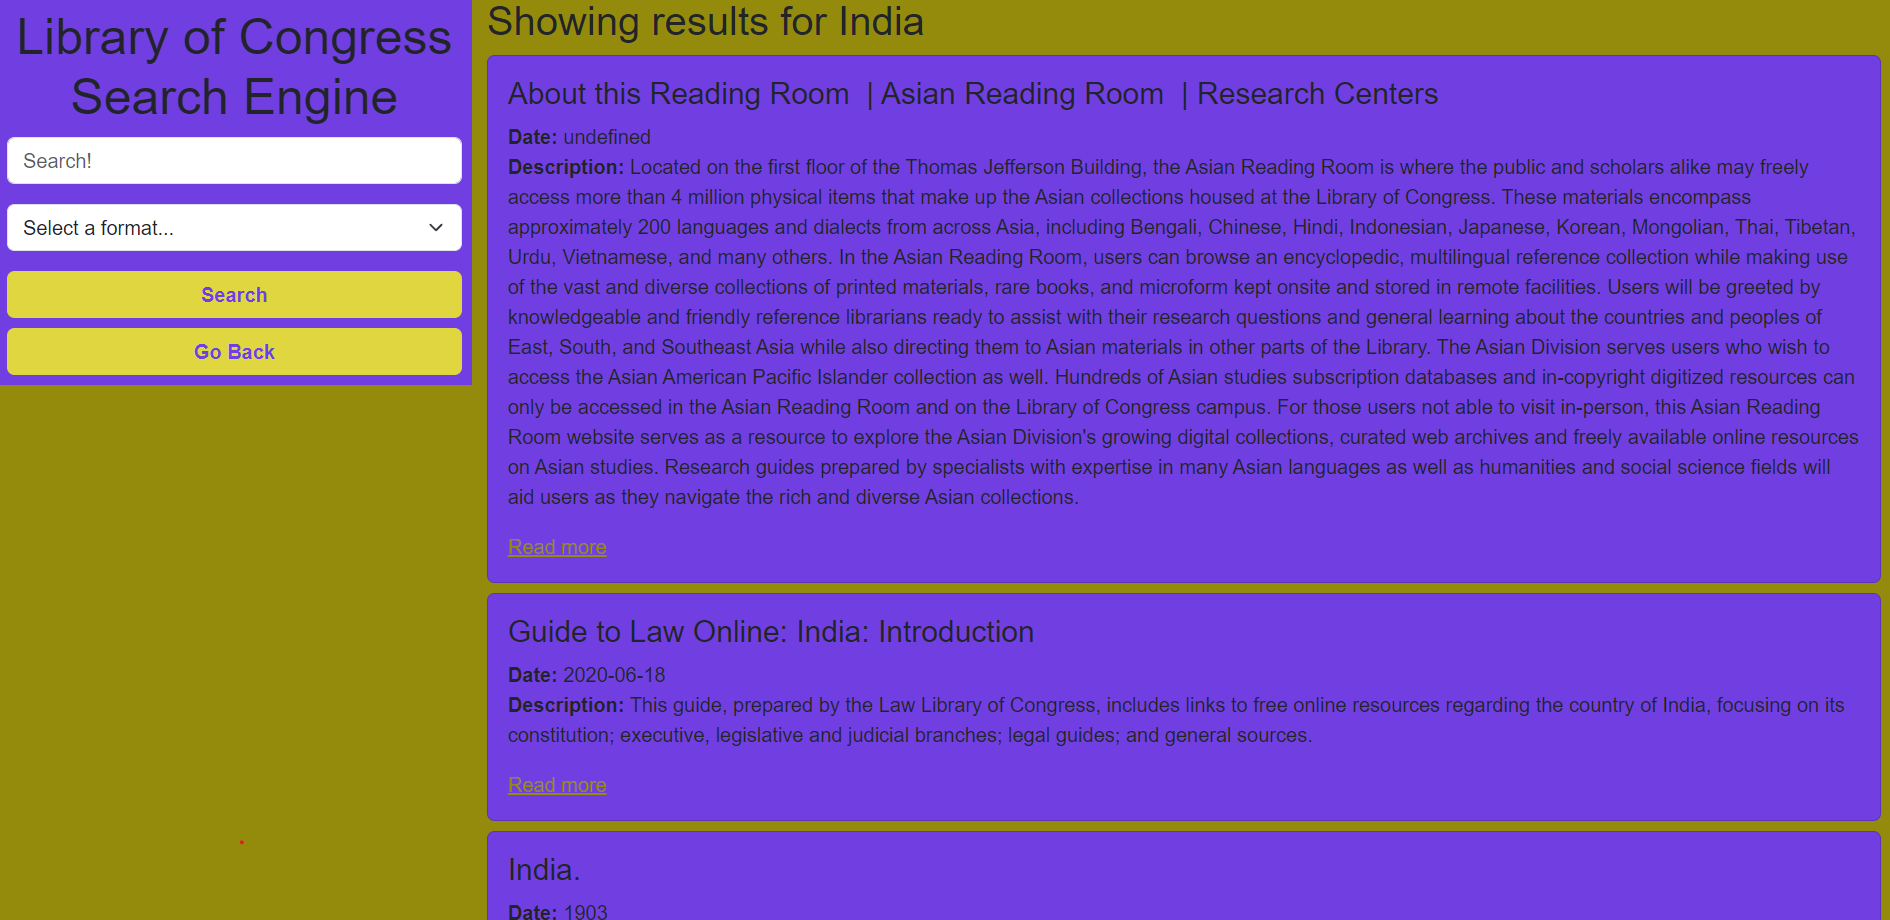 Library of Congress
Search Engine
Search!
Select a format...
Search
Go Back
Showing results for India
About this Reading Room  | Asian Reading Room  | Research Centers
Date: undefined
Description: Located on the first floor of the Thomas Jefferson Building, the Asian Reading Room is where the public and scholars alike may freely
access more than 4 million physical items that make up the Asian collections housed at the Library of Congress. These materials encompass
approximately 200 languages and dialects from across Asia, including Bengali, Chinese, Hindi, Indonesian, Japanese, Korean, Mongolian, Thai, Tibetan,
Urdu, Vietnamese, and many others. In the Asian Reading Room, users can browse an encyclopedic, multilingual reference collection while making use
of the vast and diverse collections of printed materials, rare books, and microform kept onsite and stored in remote facilities. Users will be greeted by
knowledgeable and friendly reference librarians ready to assist with their research questions and general learning about the countries and peoples of
East, South, and Southeast Asia while also directing them to Asian materials in other parts of the Library. The Asian Division serves users who wish to
access the Asian American Pacific Islander collection as well. Hundreds of Asian studies subscription databases and in-copyright digitized resources can
only be accessed in the Asian Reading Room and on the Library of Congress campus. For those users not able to visit in-person, this Asian Reading
Room website serves as a resource to explore the Asian Division's growing digital collections, curated web archives and freely available online resources
on Asian studies. Research guides prepared by specialists with expertise in many Asian languages as well as humanities and social science fields will
aid users as they navigate the rich and diverse Asian collections.
Read more
Guide to Law Online: India: Introduction
Date: 2020-06-18
Description: This guide, prepared by the Law Library of Congress, includes links to free online resources regarding the country of India, focusing on its
constitution; executive, legislative and judicial branches; legal guides; and general sources.
Read more
India.
Date: 1903